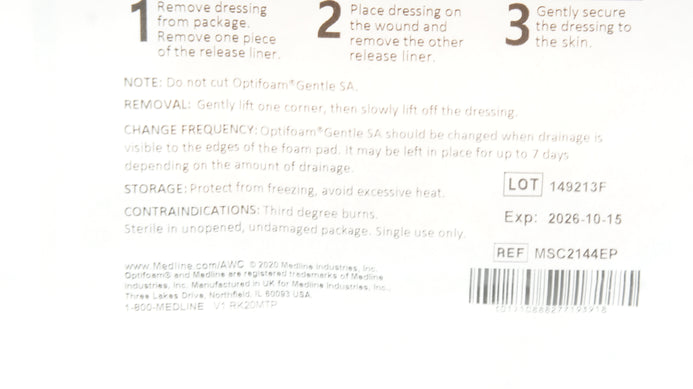 1 Remove dressing
from package.
Remove one piece
of the release liner.
2 Place dressing on
the wound and
remove the other
release liner.
3 Gently secure
the dressing to
the skin.
NOTE: Do not cut Optifoam®Gentle SA.
REMOVAL: Gently lift one corner, then slowly lift off the dressing.
CHANGE FREQUENCY: Optifoam®Gentle SA should be changed when drainage is
visible to the edges of the foam pad. It may be left in place for up to 7 days
depending on the amount of drainage.
STORAGE: Protect from freezing, avoid excessive heat.
CONTRAINDICATIONS: Third degree burns.
Sterile in unopened, undamaged package. Single use only.
LOT 149213F
Exp: 2026-10-15
REF MSC2144EP
www.Medline.com/AWC © 2020 Medline Industries, Inc.
Optifoam® and Medline are registered trademarks of Medline
Industries, Inc. Manufactured in UK for Medline Industries, Inc.,
Three Lakes Drive, Northfield, IL 60093 USA
1-800-MEDLINE V1 RK20MTP